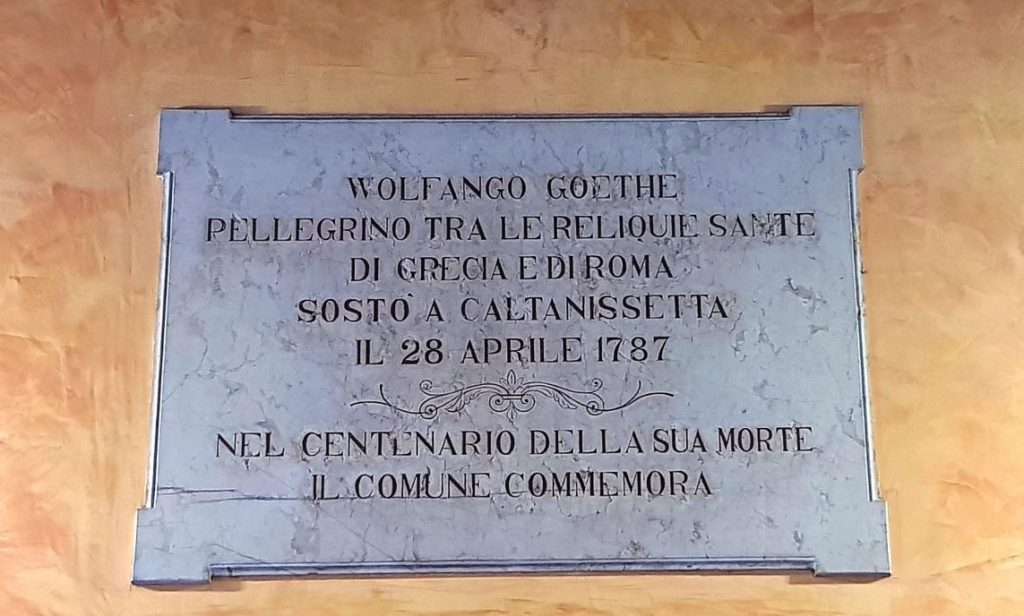 WOLFANGO GOETHE
PELLEGRINO TRA LE RELIQUIE SANTE
DI GRECIA E DI ROMA
SOSTÒ A CALTANISSETTA
IL 28 APRILE 1787
NEL CENTENARIO DELLA SUA MORTE
IL COMUNE COMMEMORA